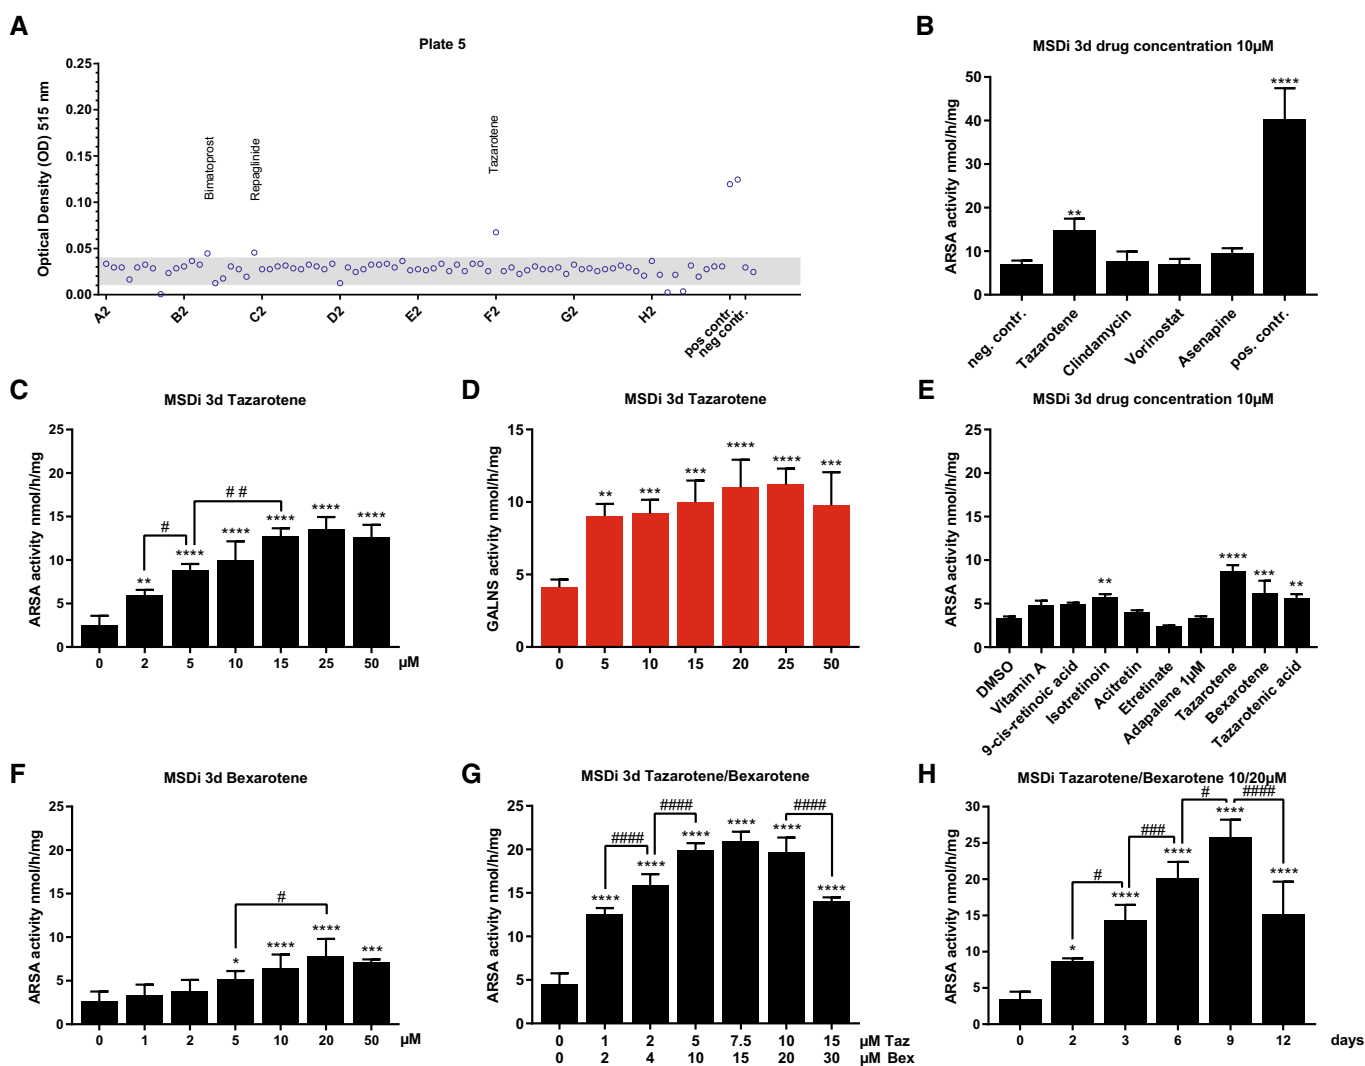 A
Plate 5
Optical Density (OD) 515 nm
0.25
0.20
0.15
0.10
0.05
0.00
Bimatoprost
Repaglinide
Tazarotene
A2 B2 C2 D2 E2 F2 G2 H2 pos contr. neg contr.
B
MSDi 3d drug concentration 10µM
ARSA activity nmol/h/mg
50
40
30
20
10
0
**
****
neg. contr. Tazarotene Clindamycin Vorinostat Asenapine pos. contr.
C
MSDi 3d Tazarotene
ARSA activity nmol/h/mg
25
20
15
10
5
0
# #
#
** **** **** **** **** ****
0 2 5 10 15 25 50 µM
D
MSDi 3d Tazarotene
GALNS activity nmol/h/mg
15
10
5
0
** *** *** **** **** ***
0 5 10 15 20 25 50
E
MSDi 3d drug concentration 10µM
ARSA activity nmol/h/mg
25
20
15
10
5
0
** **** *** **
DMSO Vitamin A 9-cis-retinoic acid Isotretinoin Acitretin Etretinate Adapalene 1µM Tazarotene Bexarotene Tazarotenic acid
F
MSDi 3d Bexarotene
ARSA activity nmol/h/mg
25
20
15
10
5
0
#
* **** **** ***
0 1 2 5 10 20 50 µM
G
MSDi 3d Tazarotene/Bexarotene
ARSA activity nmol/h/mg
25
20
15
10
5
0
#### #### ####
**** **** **** **** **** ****
0 1 2 5 7.5 10 15 µM Taz
0 2 4 10 15 20 30 µM Bex
H
MSDi Tazarotene/Bexarotene 10/20µM
ARSA activity nmol/h/mg
30
25
20
15
10
5
0
# ### # ####
* **** **** **** ****
0 2 3 6 9 12 days